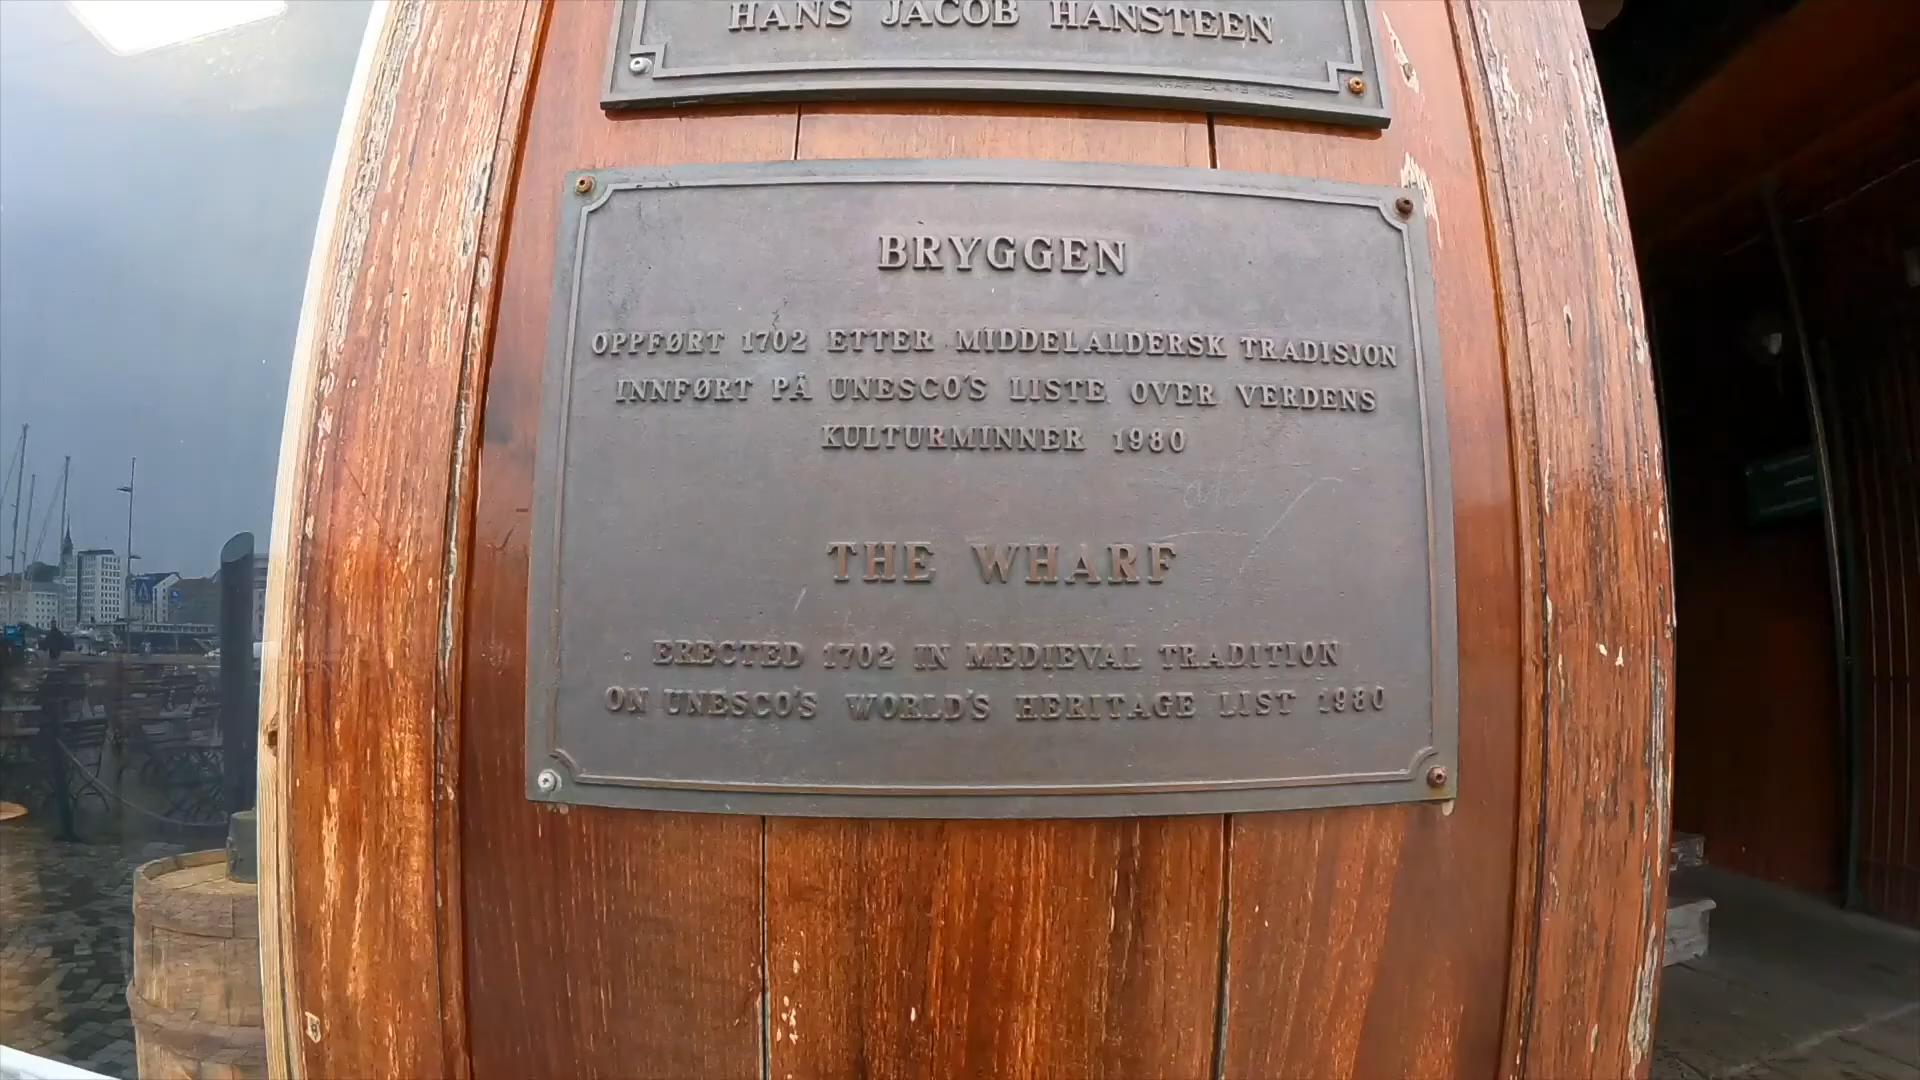 HANS JACOB HANSTEEN
BRYGGEN
OPPFØRT 1702 ETTER MIDDELALDERSK TRADISJON
INNFØRT PÅ UNESCO'S LISTE OVER VERDENS
KULTURMINNER 1980
THE WHARF
ERECTED 1702 IN MEDIEVAL TRADITION
ON UNESCO'S WORLD'S HERITAGE LIST 1980